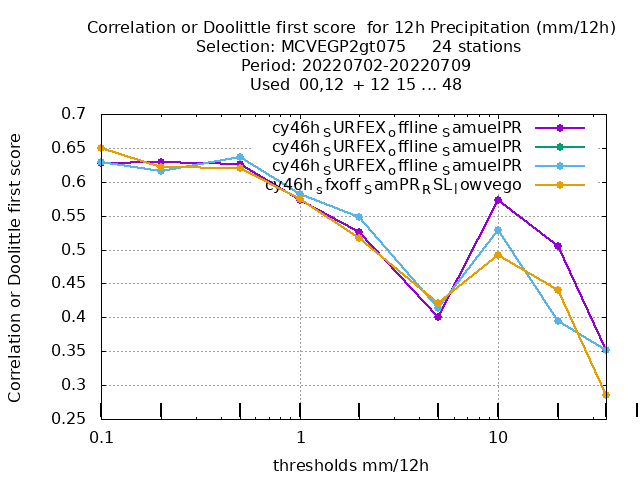 Correlation or Doolittle first score  for 12h Precipitation (mm/12h)
Selection: MCVEGP2gt075     24 stations
Period: 20220702-20220709
Used  00,12  + 12 15 ... 48
cy46h_SURFEX_offline_SamuelPR
cy46h_SURFEX_offline_SamuelPR
cy46h_SURFEX_offline_SamuelPR
cy46h_sfxoff_SamPR_RSL_lowvego
Correlation or Doolittle first score
0.7
0.65
0.6
0.55
0.5
0.45
0.4
0.35
0.3
0.25
0.1 1 10
thresholds mm/12h